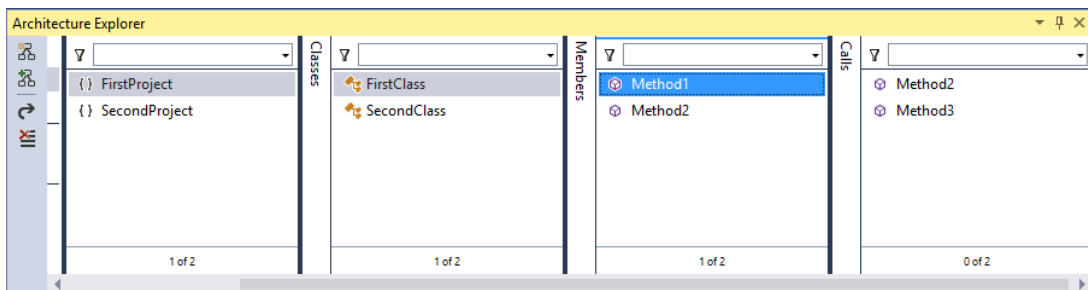 Architecture Explorer
{ } FirstProject
{ } SecondProject
1 of 2
Classes
FirstClass
SecondClass
1 of 2
Members
Method1
Method2
1 of 2
Calls
Method2
Method3
0 of 2